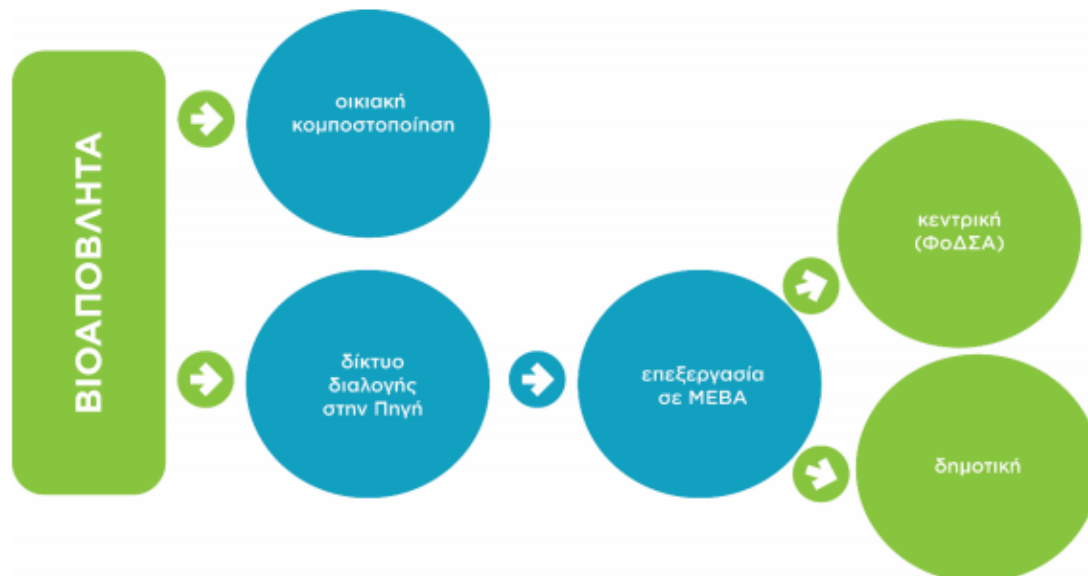 ΒΙΟΑΠΟΒΛΗΤΑ
οικιακή
κομποστοποίηση
δίκτυο
διαλογής
στην Πηγή
επεξεργασία
σε ΜΕΒΑ
κεντρική
(ΦοΔΣΑ)
δημοτική